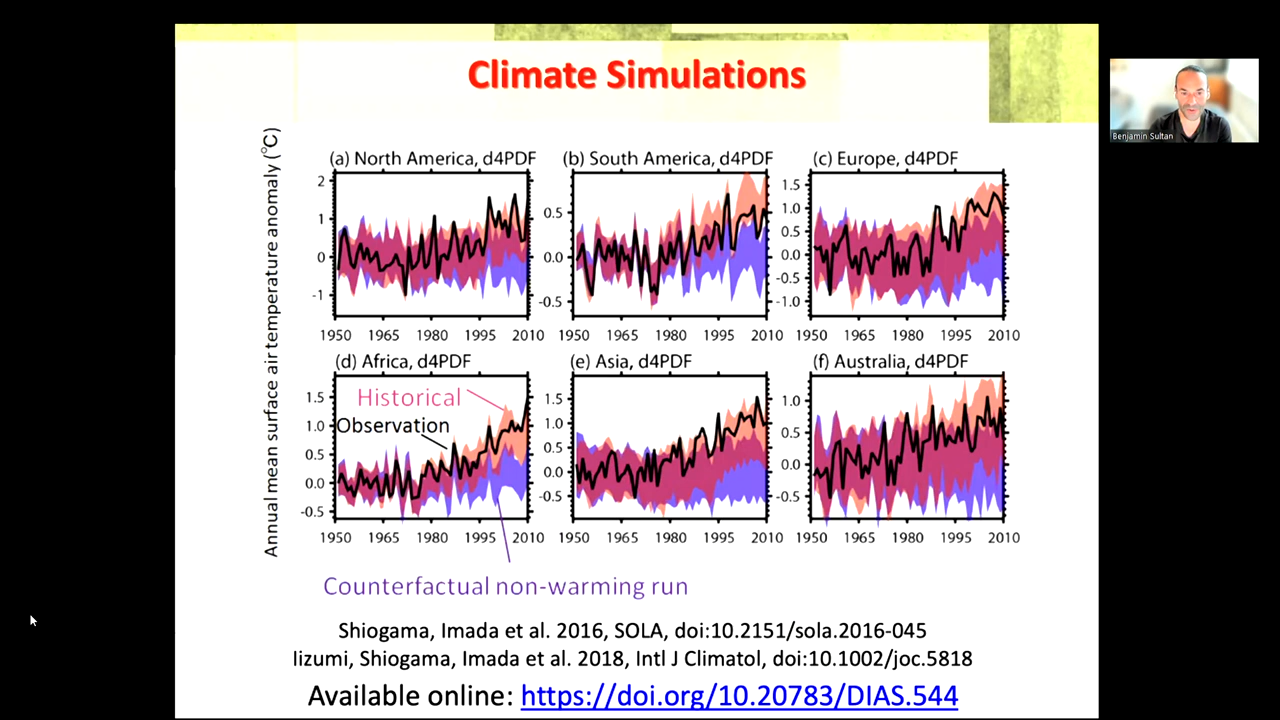 Climate Simulations
Benjamin Sultan
Annual mean surface air temperature anomaly (°C)
(a) North America, d4PDF
2
1
0
-1
1950 1965 1980 1995 2010
(b) South America, d4PDF
0.5
0.0
-0.5
1950 1965 1980 1995 2010
(c) Europe, d4PDF
1.5
1.0
0.5
0.0
-0.5
-1.0
1950 1965 1980 1995 2010
(d) Africa, d4PDF
Historical
Observation
1.5
1.0
0.5
0.0
-0.5
1950 1965 1980 1995 2010
(e) Asia, d4PDF
1.5
1.0
0.5
0.0
-0.5
1950 1965 1980 1995 2010
(f) Australia, d4PDF
1.0
0.5
0.0
-0.5
1950 1965 1980 1995 2010
Counterfactual non-warming run
Shiogama, Imada et al. 2016, SOLA, doi:10.2151/sola.2016-045
Iizumi, Shiogama, Imada et al. 2018, Intl J Climatol, doi:10.1002/joc.5818
Available online: https://doi.org/10.20783/DIAS.544